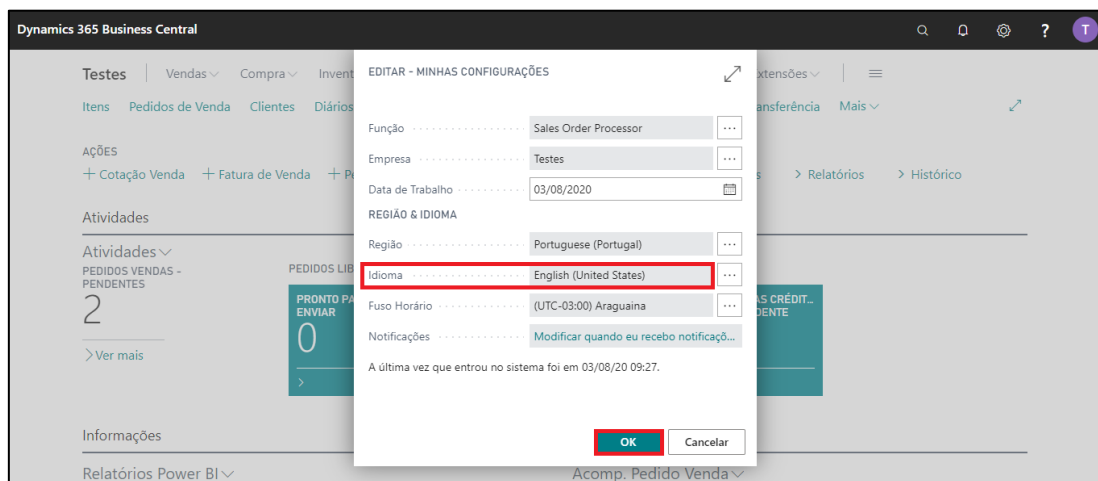 Dynamics 365 Business Central
?
T
Testes
Vendas
Compra
Invent
xtensões
Itens
Pedidos de Venda
Clientes
Diários
ansferência
Mais
AÇÕES
+ Cotação Venda
+ Fatura de Venda
+ P
s
> Relatórios
> Histórico
Atividades
Atividades
PEDIDOS VENDAS -
PENDENTES
2
> Ver mais
PEDIDOS LIB
PRONTO PA
ENVIAR
0
>
AS CRÉDIT...
DENTE
Informações
Relatórios Power BI
Acomp. Pedido Venda
EDITAR - MINHAS CONFIGURAÇÕES
Função Sales Order Processor ...
Empresa Testes ...
Data de Trabalho 03/08/2020
REGIÃO & IDIOMA
Região Portuguese (Portugal) ...
Idioma English (United States) ...
Fuso Horário (UTC-03:00) Araguaina ...
Notificações Modificar quando eu recebo notificaçõ...
A última vez que entrou no sistema foi em 03/08/20 09:27.
OK
Cancelar